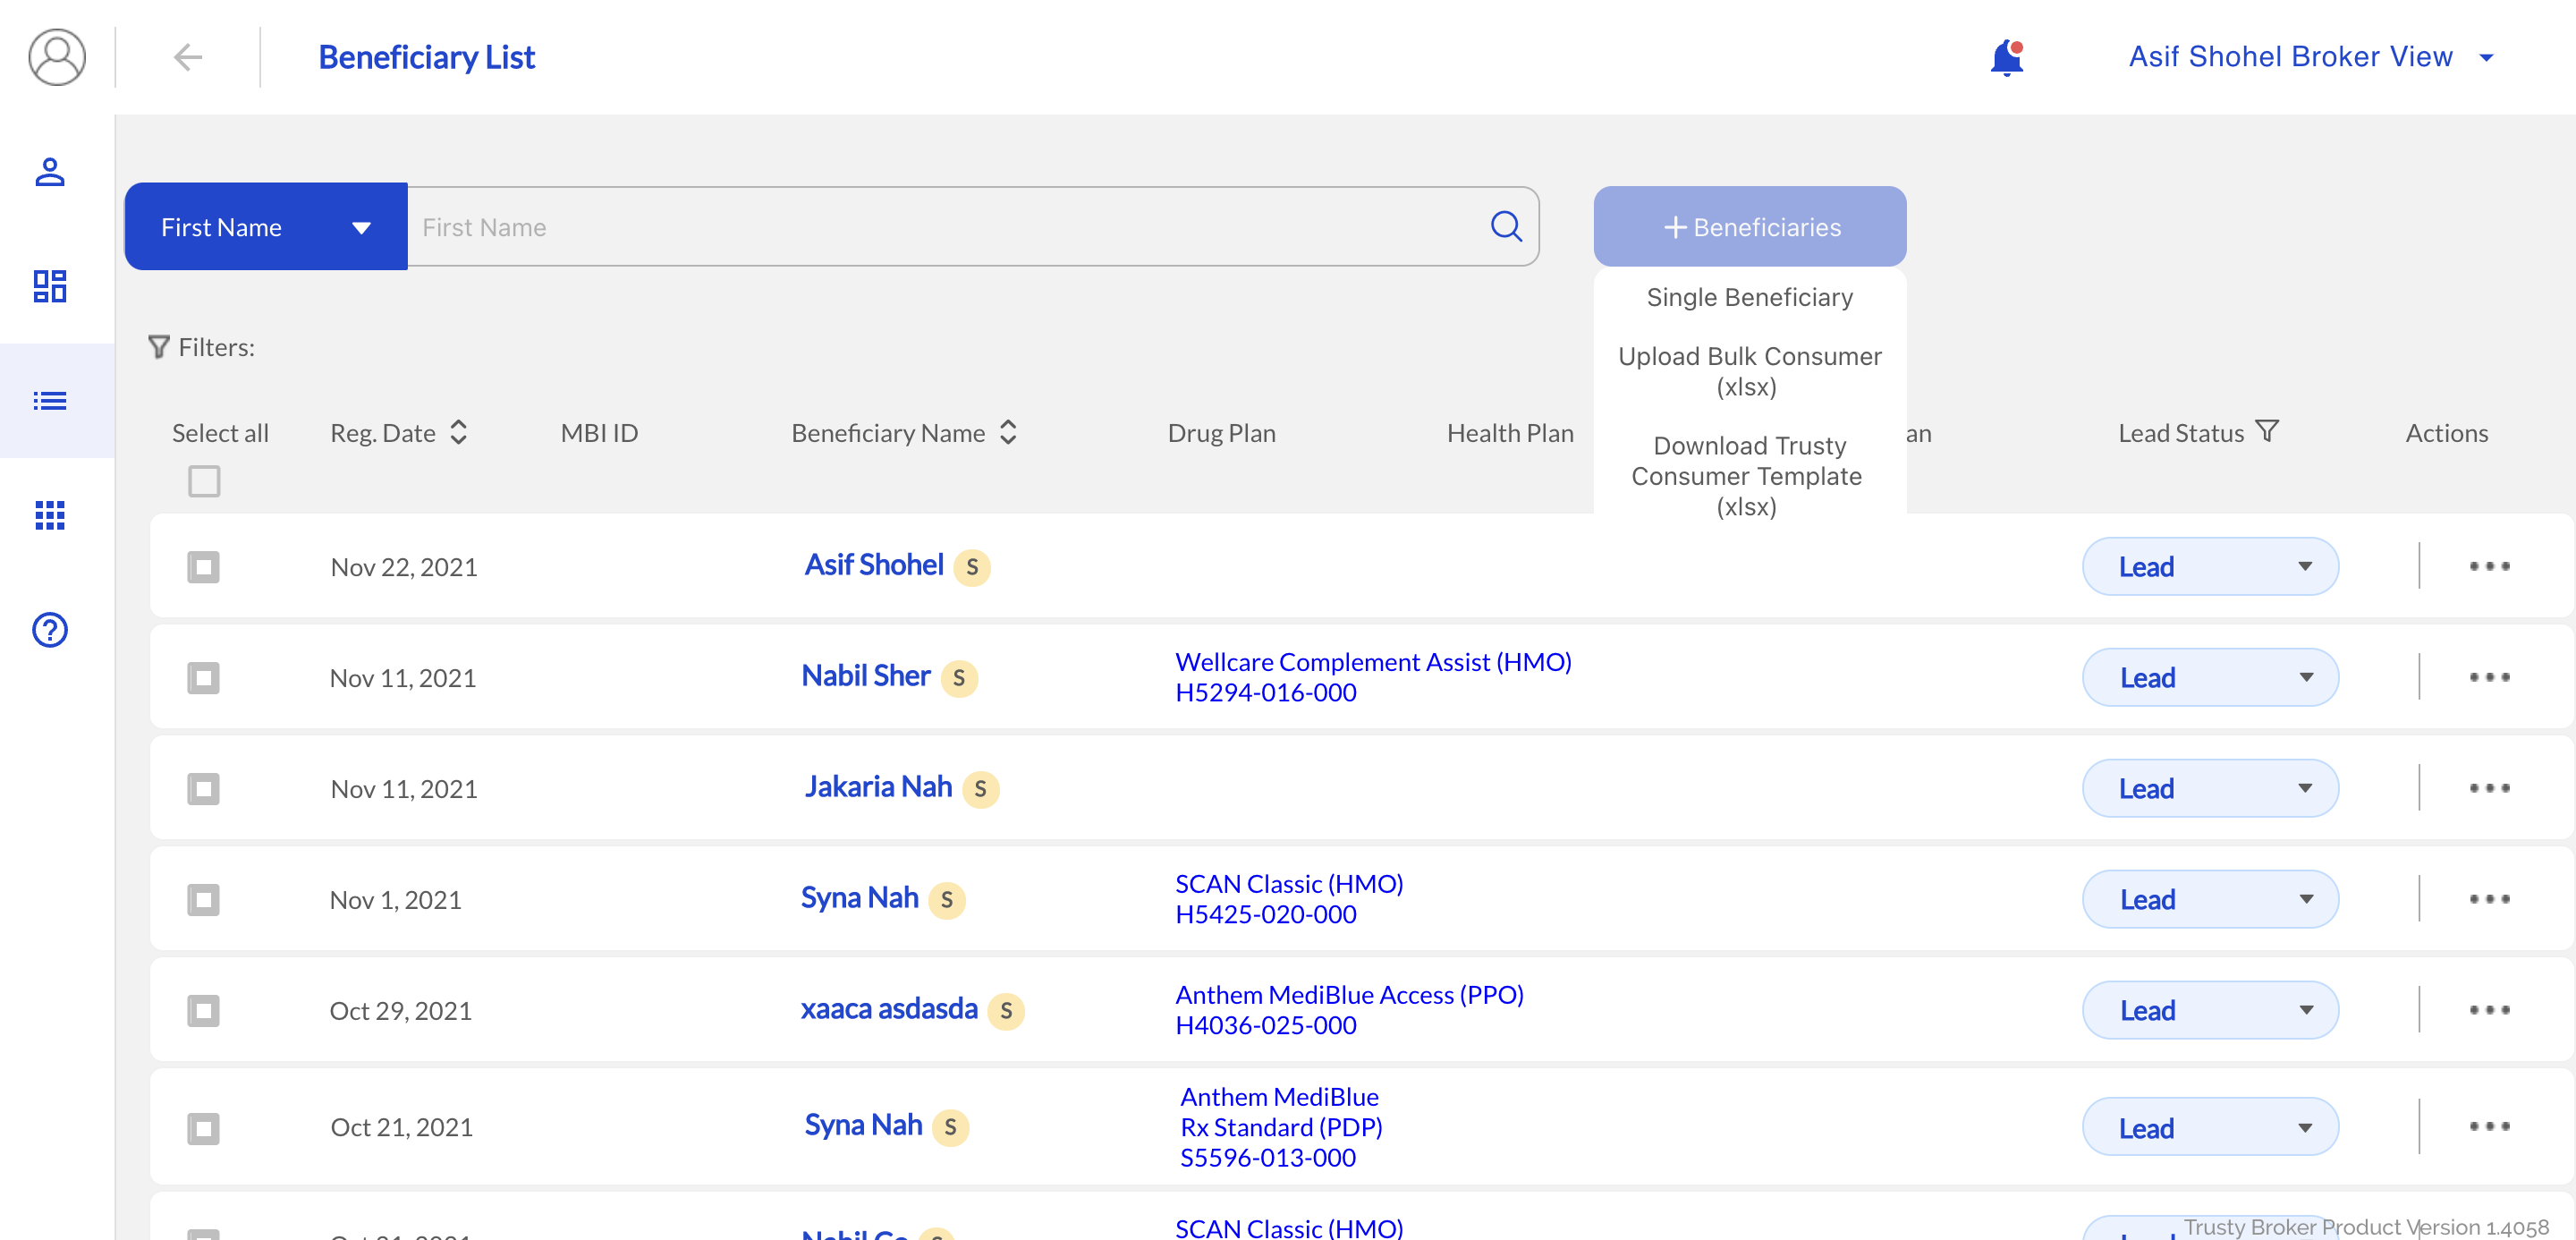 Beneficiary List
Asif Shohel Broker View
First Name
First Name
+ Beneficiaries
Single Beneficiary
Upload Bulk Consumer
(xlsx)
Download Trusty
Consumer Template
(xlsx)
Filters:
Select all
Reg. Date
MBI ID
Beneficiary Name
Drug Plan
Health Plan
an
Lead Status
Actions
Nov 22, 2021
Asif Shohel
S
Lead
Nov 11, 2021
Nabil Sher
S
Wellcare Complement Assist (HMO)
H5294-016-000
Lead
Nov 11, 2021
Jakaria Nah
S
Lead
Nov 1, 2021
Syna Nah
S
SCAN Classic (HMO)
H5425-020-000
Lead
Oct 29, 2021
xaaca asdasda
S
Anthem MediBlue Access (PPO)
H4036-025-000
Lead
Oct 21, 2021
Syna Nah
S
Anthem MediBlue
Rx Standard (PDP)
S5596-013-000
Lead
SCAN Classic (HMO)
Trusty Broker Product Version 1.4058